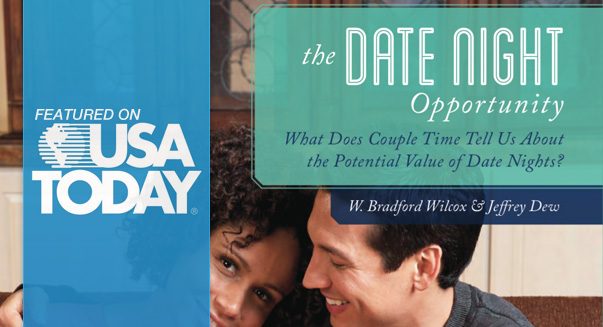 FEATURED ON
USA
TODAY®
the DATE NIGHT
Opportunity
What Does Couple Time Tell Us About
the Potential Value of Date Nights?
W. Bradford Wilcox & Jeffrey Dew